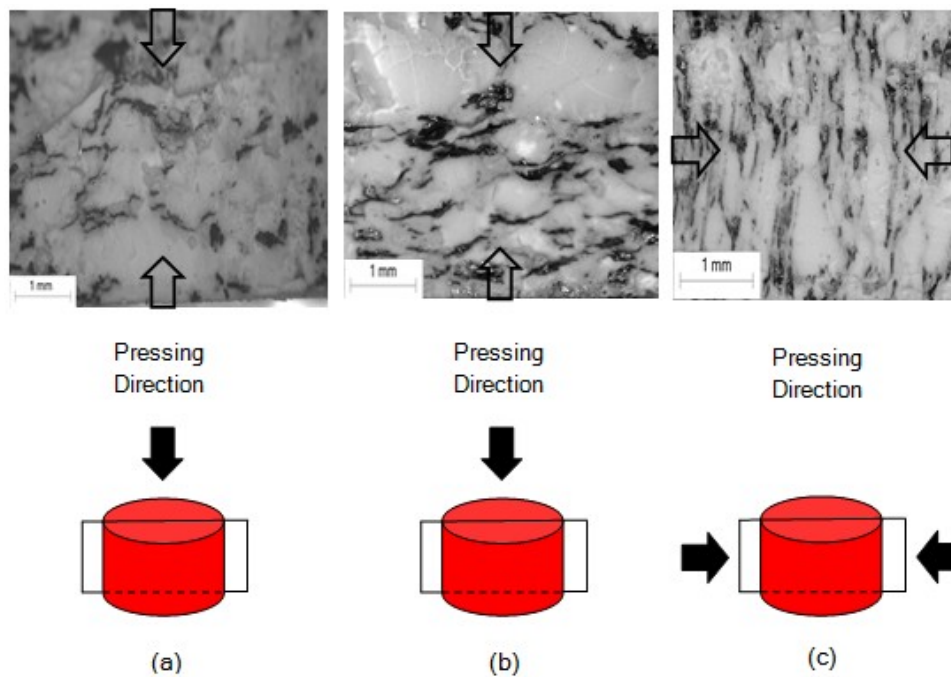 1 mm
1 mm
1 mm
Pressing
Direction
Pressing
Direction
Pressing
Direction
(a)
(b)
(c)